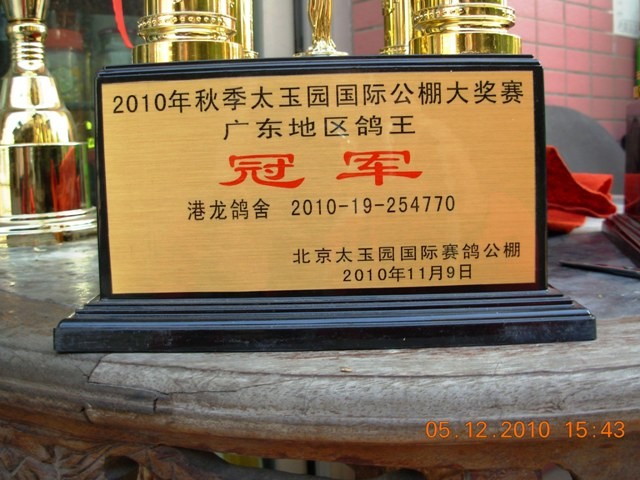 2010年秋季太玉园国际公棚大奖赛
广东地区鸽王
冠军
港龙鸽舍 2010-19-254770
北京太玉园国际赛鸽公棚
2010年11月9日
05.12.2010 15:43